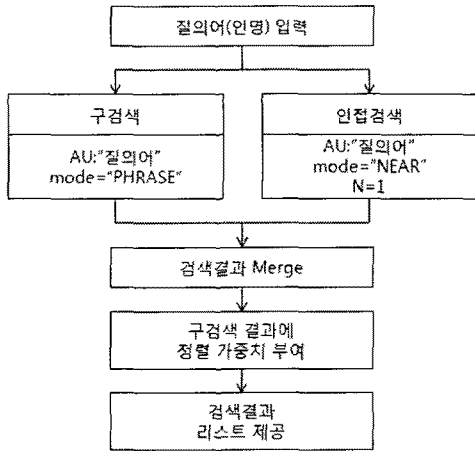 질의어(인명) 입력
구검색
AU:"질의어"
mode="PHRASE"
인접검색
AU:"질의어"
mode="NEAR"
N=1
검색결과 Merge
구검색 결과에
정렬 가중치 부여
검색결과
리스트 제공